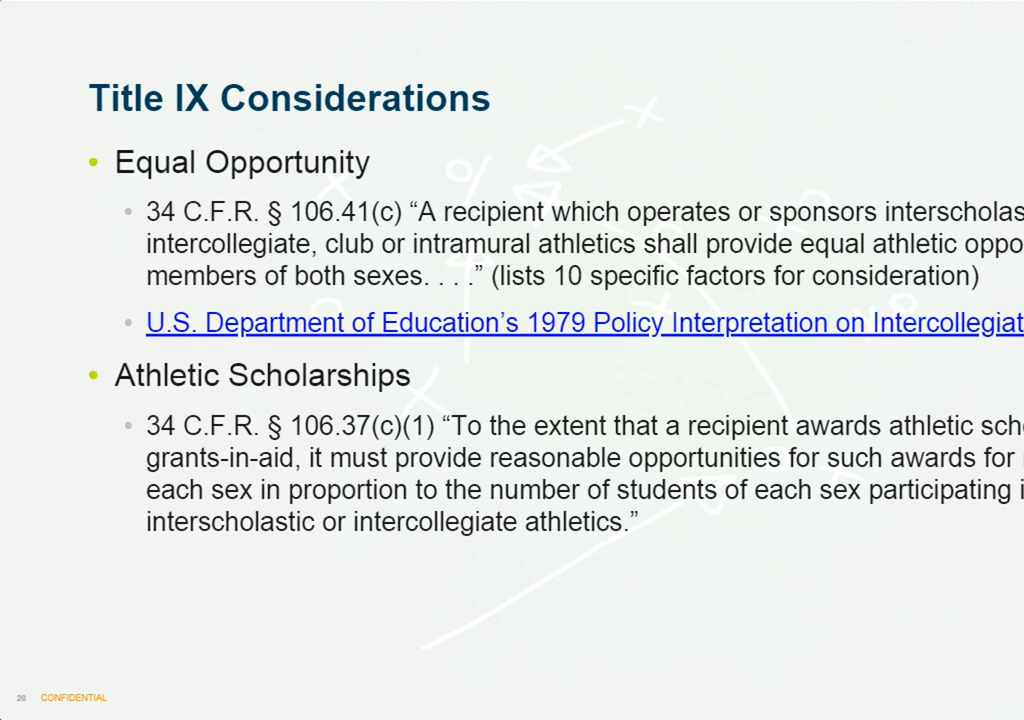 Title IX Considerations
• Equal Opportunity
• 34 C.F.R. § 106.41(c) “A recipient which operates or sponsors interscholas
intercollegiate, club or intramural athletics shall provide equal athletic oppo
members of both sexes. . . .” (lists 10 specific factors for consideration)
• U.S. Department of Education’s 1979 Policy Interpretation on Intercollegiat
• Athletic Scholarships
• 34 C.F.R. § 106.37(c)(1) “To the extent that a recipient awards athletic sch
grants-in-aid, it must provide reasonable opportunities for such awards for
each sex in proportion to the number of students of each sex participating i
interscholastic or intercollegiate athletics.”
20 CONFIDENTIAL